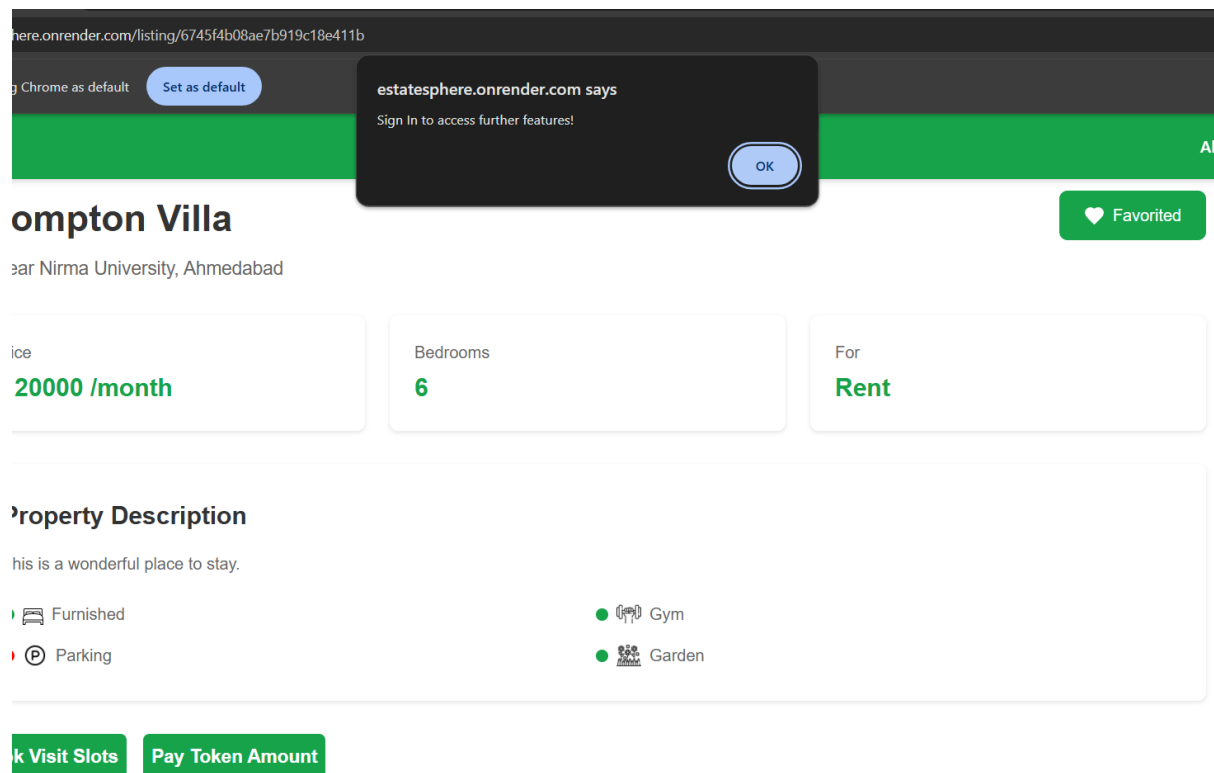 here.onrender.com/listing/6745f4b08ae7b919c18e411b
g Chrome as default Set as default
estatesphere.onrender.com says
Sign In to access further features!
OK
Al
ompton Villa
Favorited
ear Nirma University, Ahmedabad
ice
20000 /month
Bedrooms
6
For
Rent
Property Description
his is a wonderful place to stay.
Furnished
Gym
P Parking
Garden
k Visit Slots
Pay Token Amount